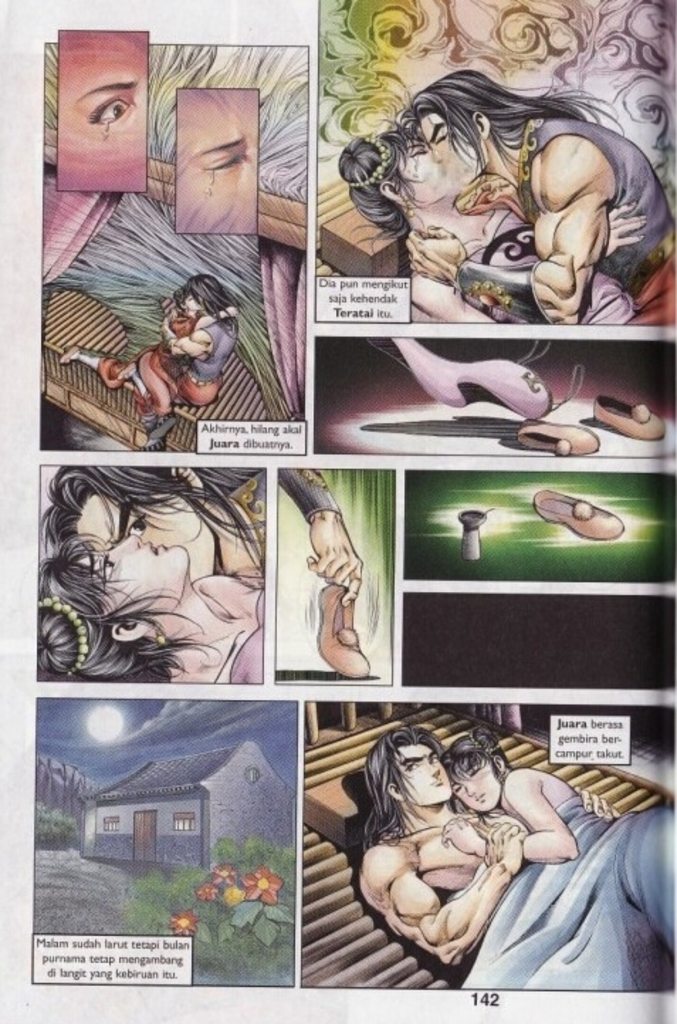 Akhirnya, hilang akal
Juara dibuatnya.
Dia pun mengikut
saja kehendak
Teratai itu.
Malam sudah larut tetapi bulan
purnama tetap mengambang
di langit yang kebiruan itu.
Juara berasa
gembira ber-
campur takut.
142